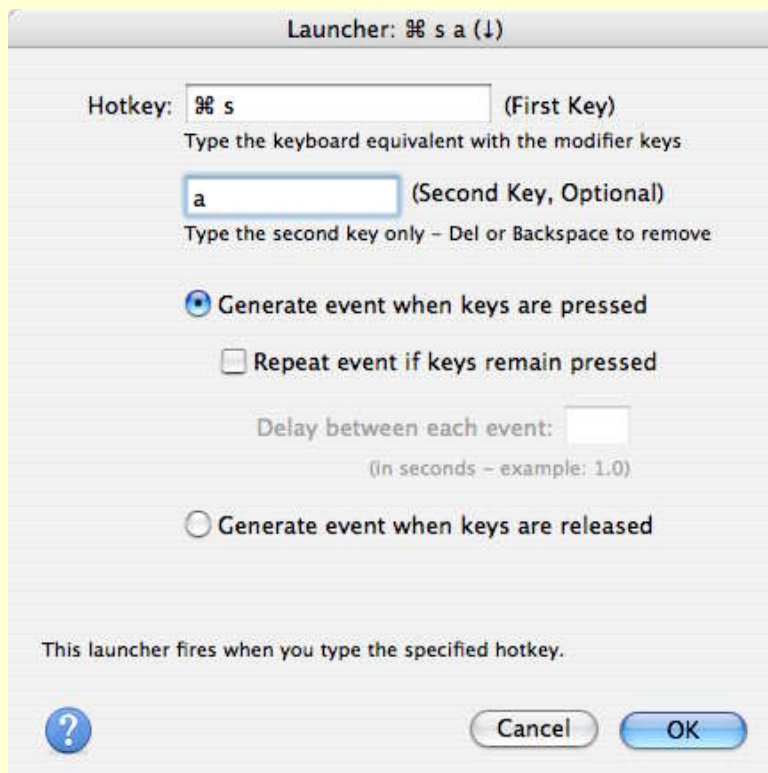 Launcher: ⌘ s a (↓)
Hotkey: ⌘ s (First Key)
Type the keyboard equivalent with the modifier keys
a (Second Key, Optional)
Type the second key only – Del or Backspace to remove
Generate event when keys are pressed
Repeat event if keys remain pressed
Delay between each event:
(in seconds – example: 1.0)
Generate event when keys are released
This launcher fires when you type the specified hotkey.
? Cancel OK